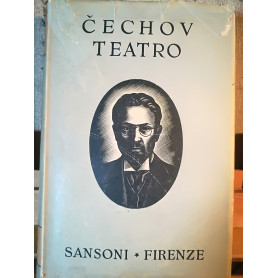 ČECHOV
TEATRO
SANSONI * FIRENZE